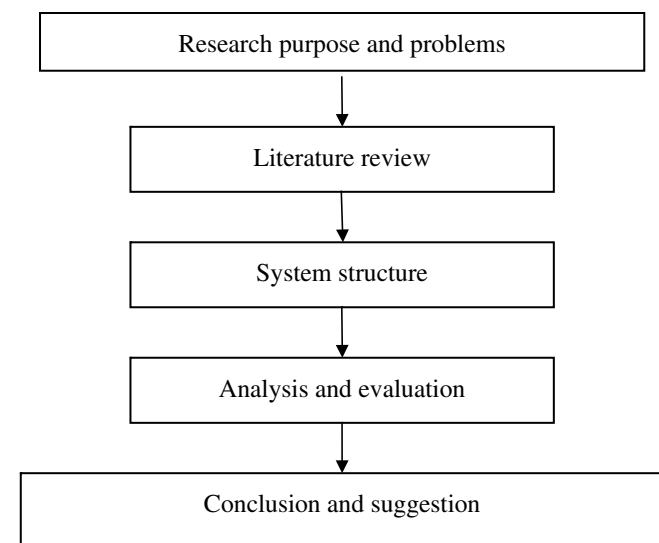 Research purpose and problems
Literature review
System structure
Analysis and evaluation
Conclusion and suggestion